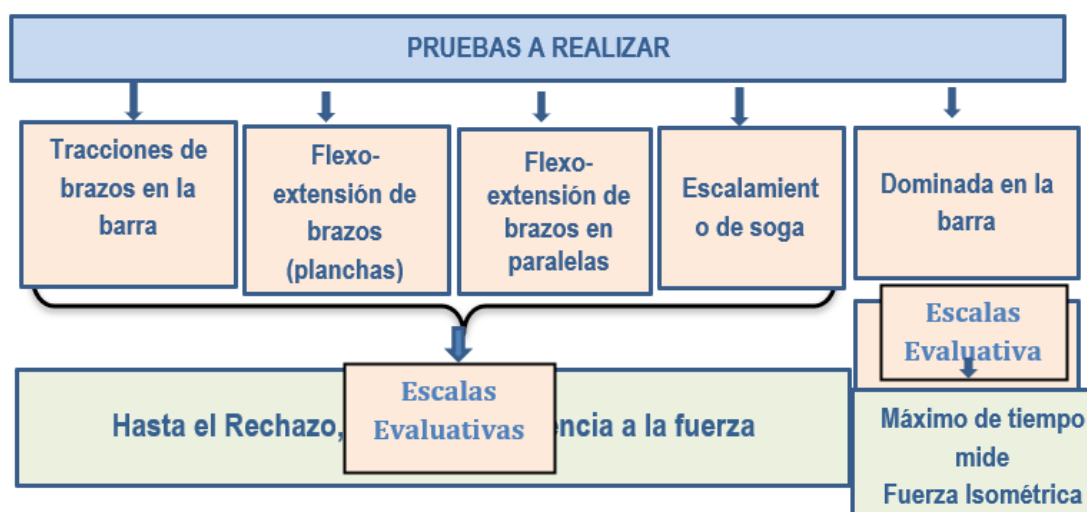 PRUEBAS A REALIZAR
Tracciones de
brazos en la
barra
Flexo-
extensión de
brazos
(planchas)
Flexo-
extensión de
brazos en
paralelas
Escalamient
o de soga
Dominada en la
barra
Escalas
Evaluativa
Escalas
Evaluativas
Hasta el Rechazo, encia a la fuerza
Máximo de tiempo
mide
Fuerza Isométrica